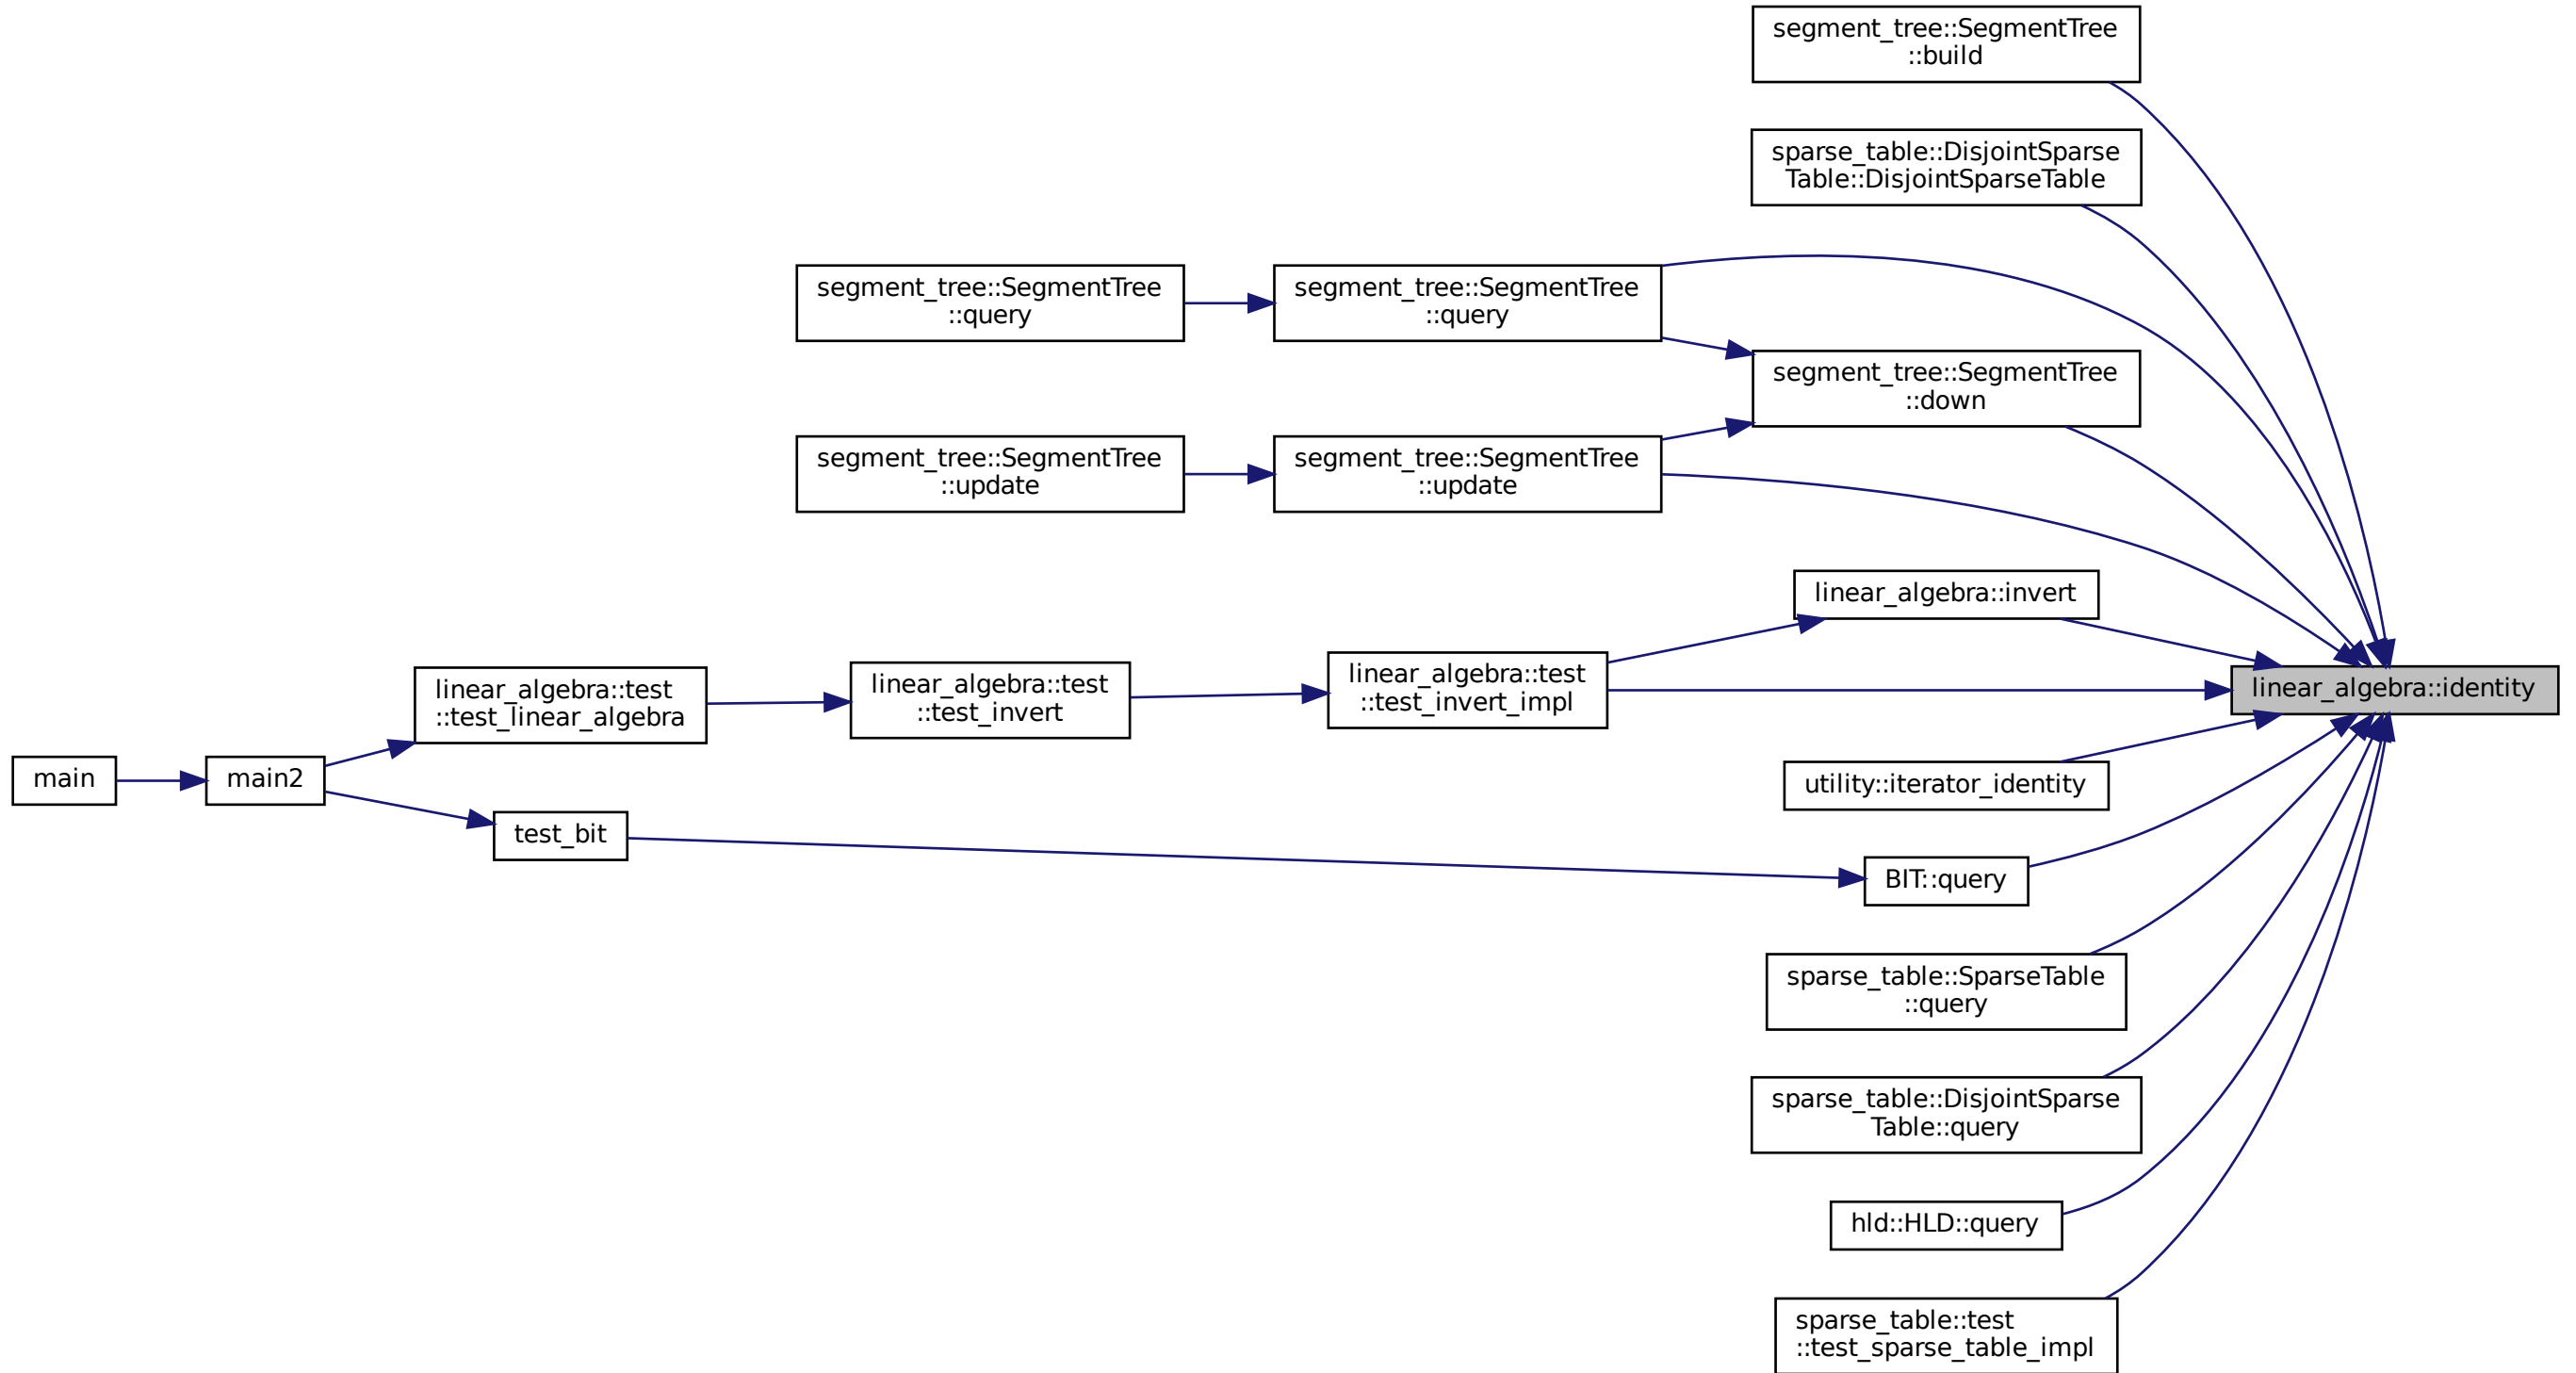 segment_tree::SegmentTree
::build
sparse_table::DisjointSparse
Table::DisjointSparseTable
segment_tree::SegmentTree
::query
segment_tree::SegmentTree
::query
segment_tree::SegmentTree
::down
segment_tree::SegmentTree
::update
segment_tree::SegmentTree
::update
linear_algebra::invert
linear_algebra::test
::test_linear_algebra
linear_algebra::test
::test_invert
linear_algebra::test
::test_invert_impl
linear_algebra::identity
main
main2
utility::iterator_identity
test_bit
BIT::query
sparse_table::SparseTable
::query
sparse_table::DisjointSparse
Table::query
hld::HLD::query
sparse_table::test
::test_sparse_table_impl